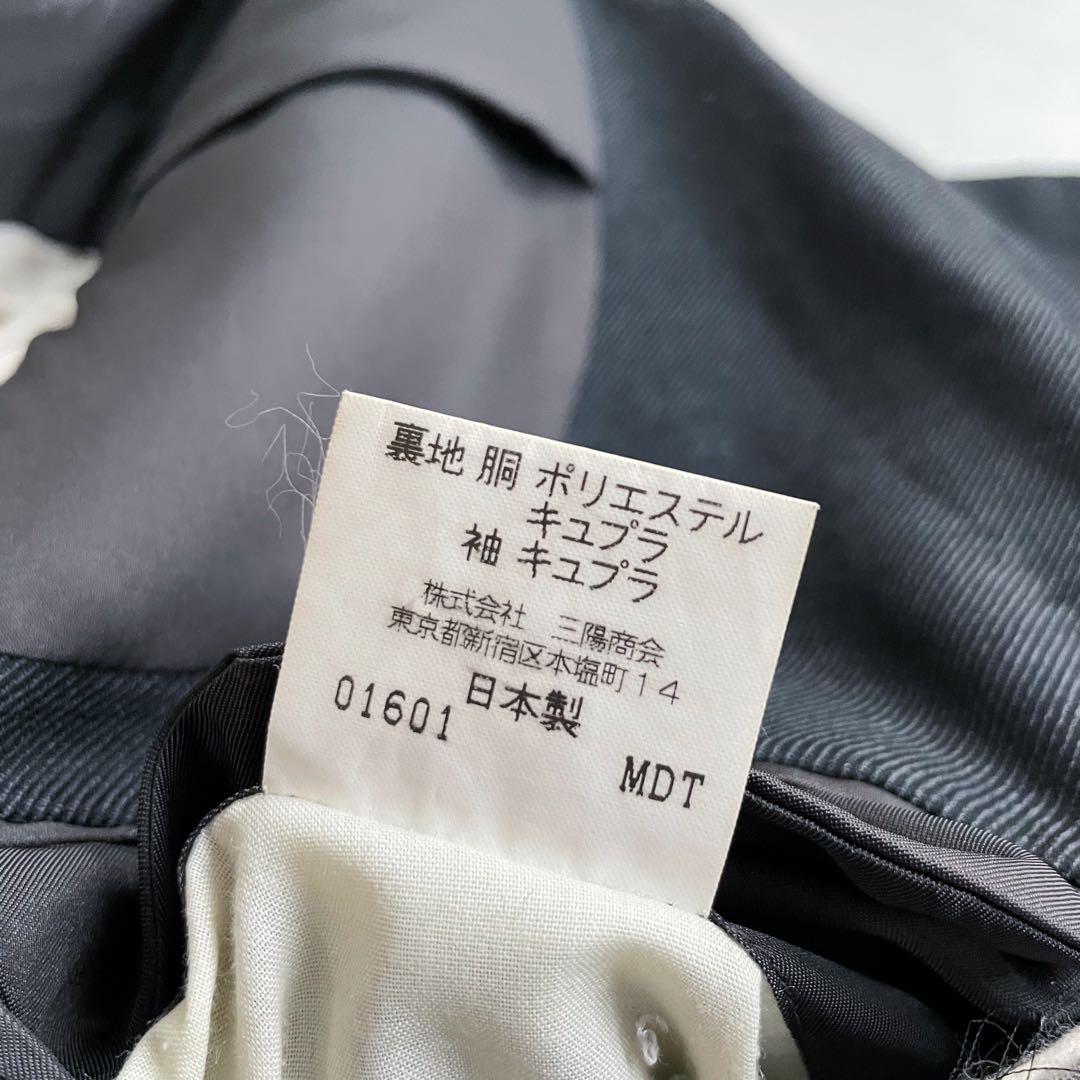 裏地 胴 ポリエステル
キュプラ
袖 キュプラ
株式会社 三陽商会
東京都新宿区本塩町14
日本製
01601
MDT